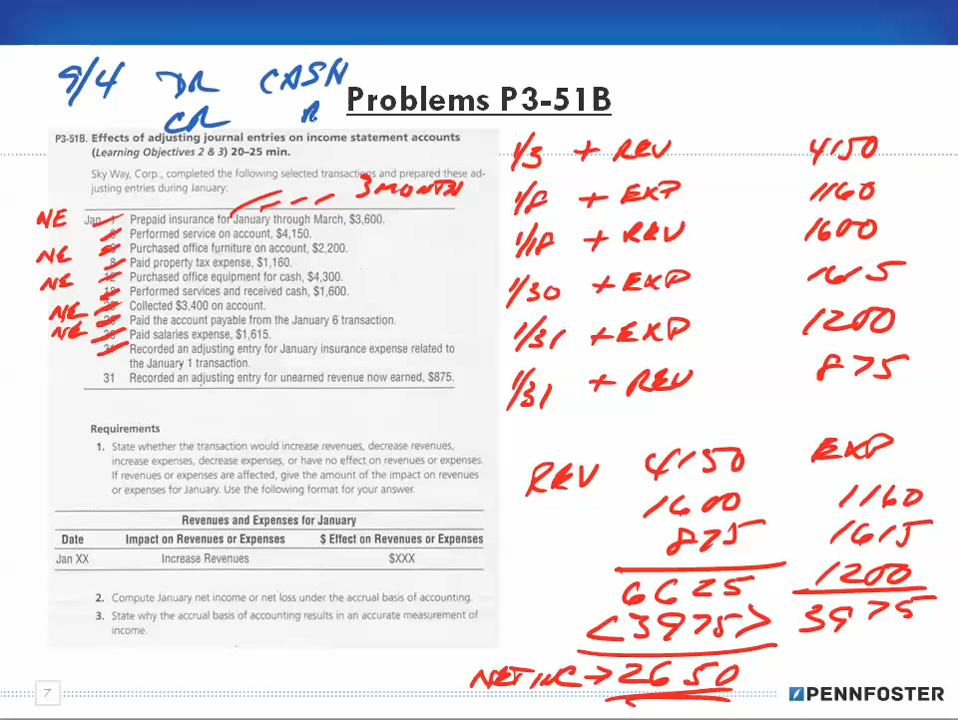 9/4 DR CASH
CR R
Problems P3-51B
P3-51B. Effects of adjusting journal entries on income statement accounts
(Learning Objectives 2 & 3) 20-25 min.
Sky Way, Corp., completed the following selected transactions and prepared these ad-
justing entries during January:
3 MONTH
NE Jan. 1 Prepaid insurance for January through March, $3,600.
Performed service on account, $4,150.
NE Purchased office furniture on account, $2,200.
8 Paid property tax expense, $1,160.
NE 12 Purchased office equipment for cash, $4,300.
18 Performed services and received cash, $1,600.
NE Collected $3,400 on account.
NE Paid the account payable from the January 6 transaction.
Paid salaries expense, $1,615.
31 Recorded an adjusting entry for January insurance expense related to
the January 1 transaction.
31 Recorded an adjusting entry for unearned revenue now earned, $875.
Requirements
1. State whether the transaction would increase revenues, decrease revenues,
increase expenses, decrease expenses, or have no effect on revenues or expenses.
If revenues or expenses are affected, give the amount of the impact on revenues
or expenses for January. Use the following format for your answer.
Revenues and Expenses for January
Date Impact on Revenues or Expenses $ Effect on Revenues or Expenses
Jan XX Increase Revenues $XXX
2. Compute January net income or net loss under the accrual basis of accounting.
3. State why the accrual basis of accounting results in an accurate measurement of
income.
1/3 + REV 4150
1/8 + EXP 1160
1/18 + REV 1600
1/30 + EXP 1615
1/31 + EXP 1200
1/31 + REV 875
REV 4150 EXP
1600 1160
875 1615
6625 1200
<3975> 3975
NET INC → 2650
7
PENNFOSTER